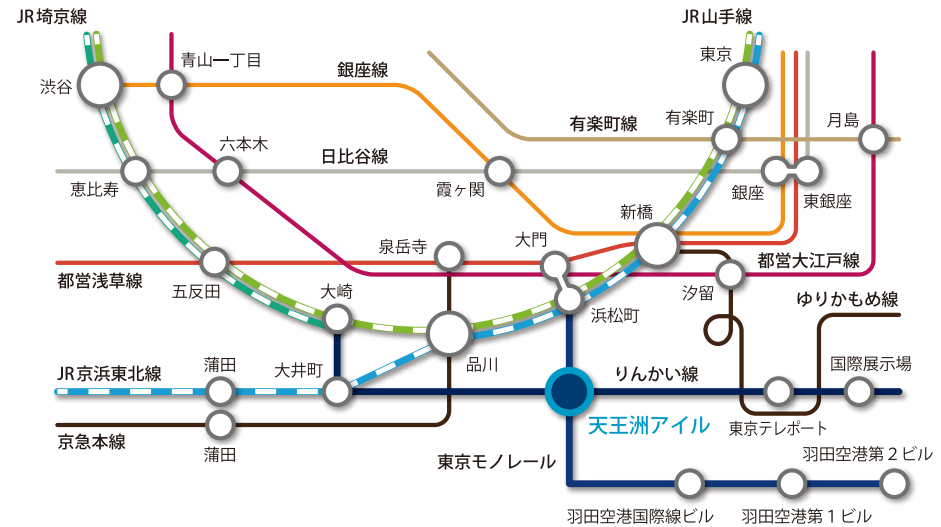 JR埼京線
JR山手線
青山一丁目
東京
銀座線
渋谷
有楽町
有楽町線
月島
六本木
日比谷線
恵比寿
霞ヶ関
銀座
東銀座
新橋
泉岳寺
大門
都営大江戸線
都営浅草線
五反田
大崎
汐留
浜松町
ゆりかもめ線
品川
JR京浜東北線
蒲田
大井町
りんかい線
国際展示場
天王洲アイル
東京テレポート
京急本線
蒲田
東京モノレール
羽田空港第2ビル
羽田空港国際線ビル
羽田空港第1ビル